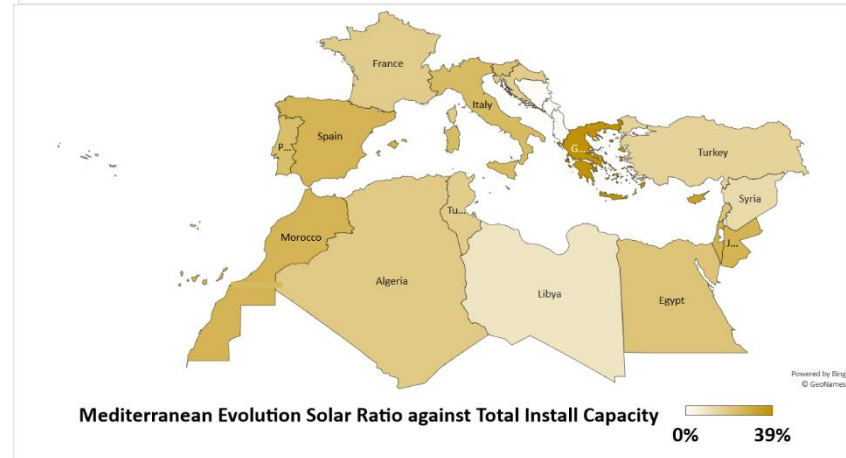 France
Italy
P...
Spain
G...
Turkey
Syria
Tu...
J...
Morocco
Algeria
Libya
Egypt
Powered by Bing
© GeoNames
Mediterranean Evolution Solar Ratio against Total Install Capacity
0% 39%